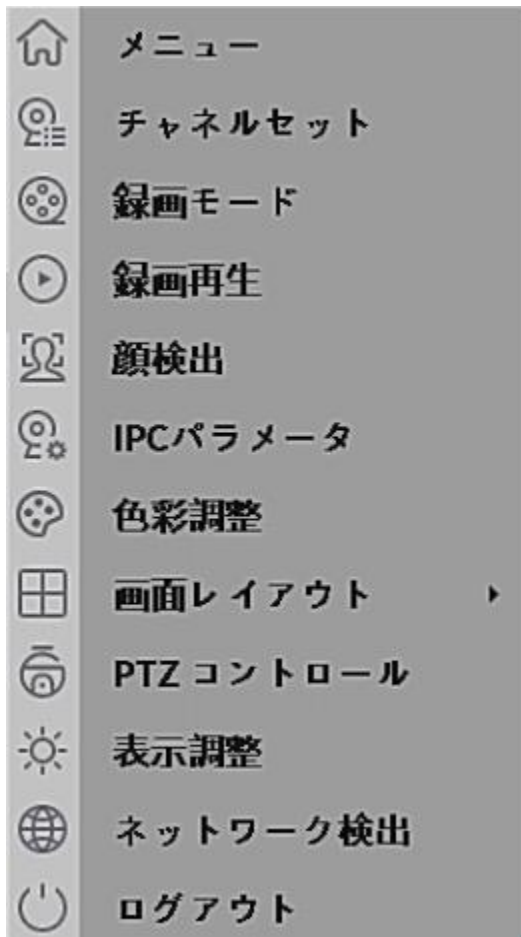 メニュー
チャネルセット
録画モード
録画再生
顔検出
IPCパラメータ
色彩調整
画面レイアウト
PTZ コントロール
表示調整
ネットワーク検出
ログアウト